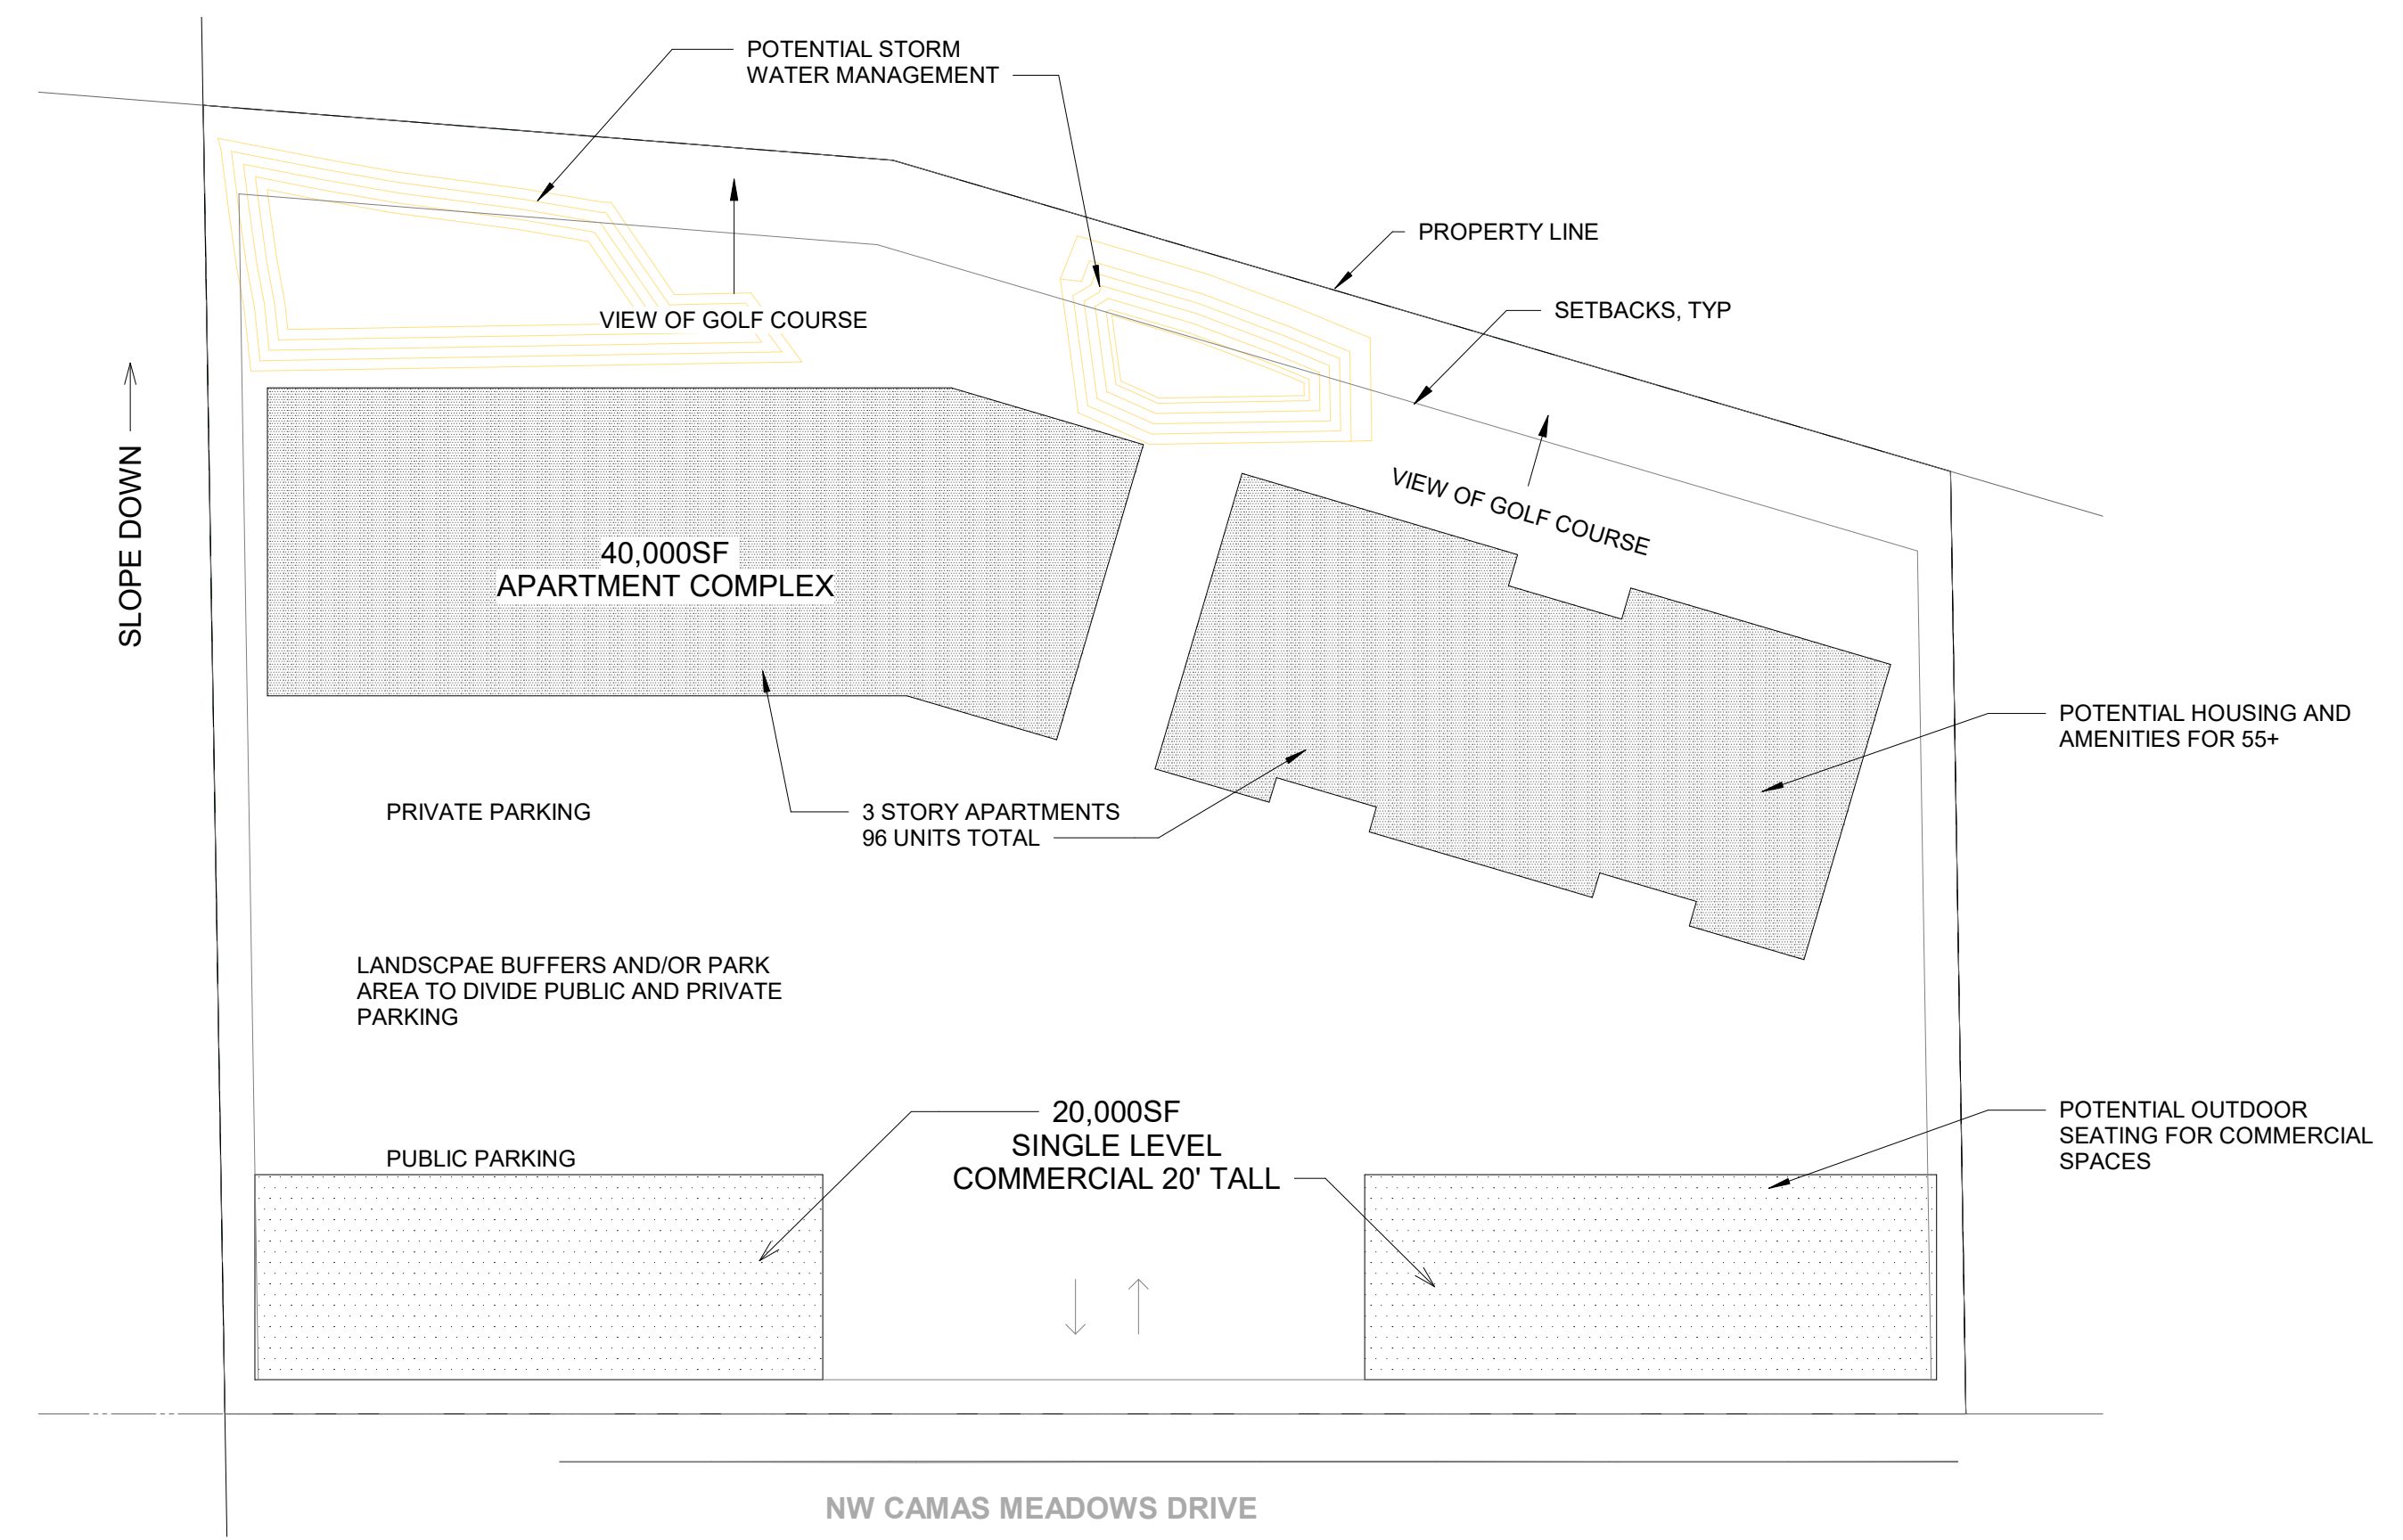 POTENTIAL STORM
WATER MANAGEMENT
PROPERTY LINE
SETBACKS, TYP
VIEW OF GOLF COURSE
SLOPE DOWN
VIEW OF GOLF COURSE
40,000SF
APARTMENT COMPLEX
POTENTIAL HOUSING AND
AMENITIES FOR 55+
PRIVATE PARKING
3 STORY APARTMENTS
96 UNITS TOTAL
LANDSCPAE BUFFERS AND/OR PARK
AREA TO DIVIDE PUBLIC AND PRIVATE
PARKING
20,000SF
SINGLE LEVEL
COMMERCIAL 20' TALL
POTENTIAL OUTDOOR
SEATING FOR COMMERCIAL
SPACES
PUBLIC PARKING
NW CAMAS MEADOWS DRIVE